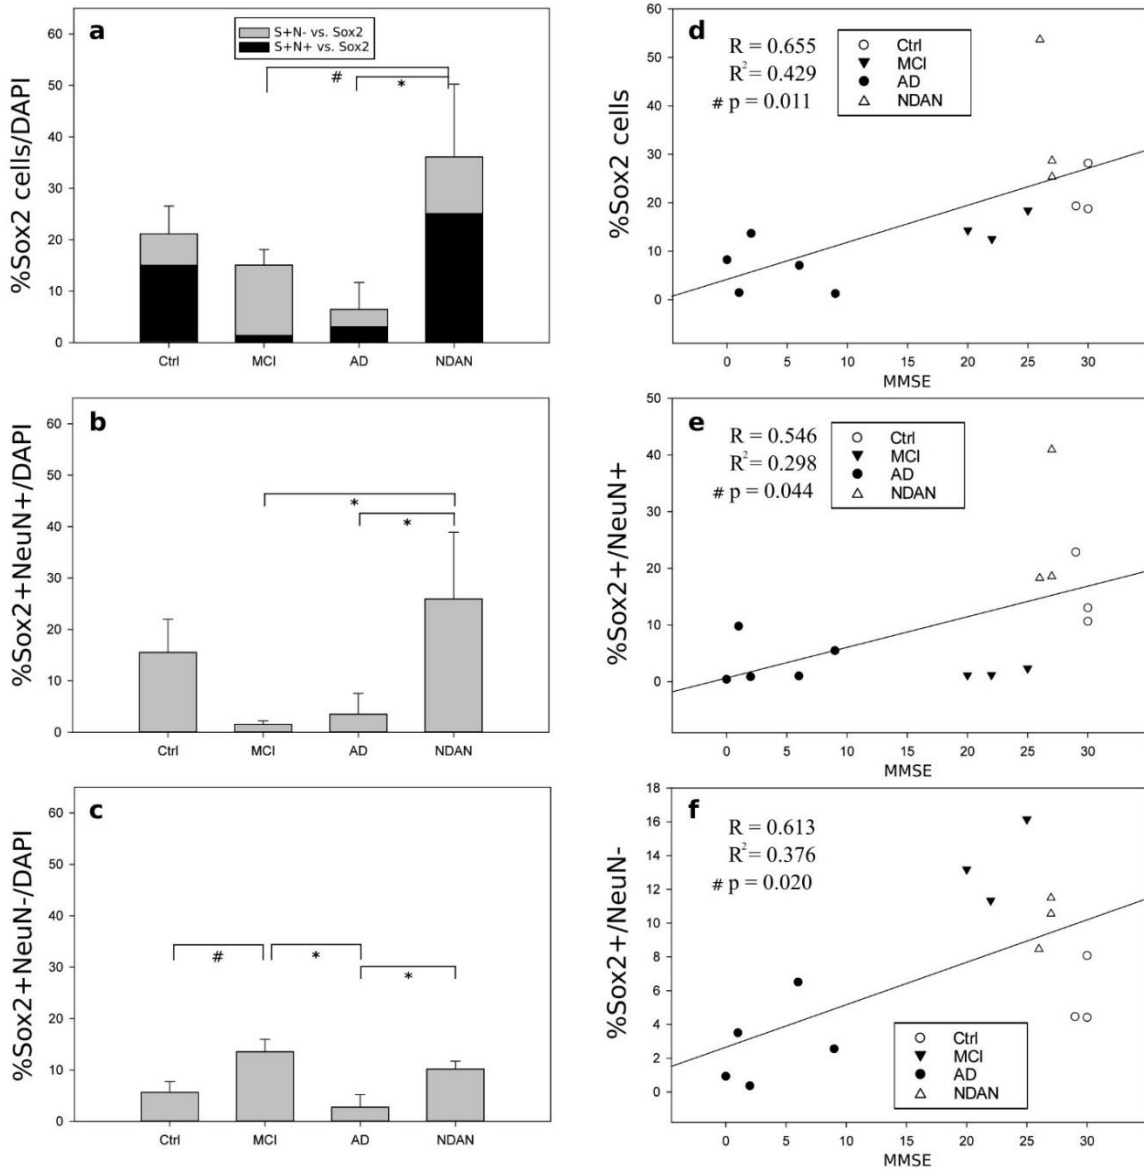 a
S+N- vs. Sox2
S+N+ vs. Sox2
#
*
%Sox2 cells/DAPI
60
50
40
30
20
10
0
Ctrl MCI AD NDAN
d
R = 0.655
R² = 0.429
# p = 0.011
Ctrl
MCI
AD
NDAN
%Sox2 cells
60
50
40
30
20
10
0
0 5 10 15 20 25 30
MMSE
b
*
*
%Sox2+NeuN+/DAPI
60
50
40
30
20
10
0
Ctrl MCI AD NDAN
e
R = 0.546
R² = 0.298
# p = 0.044
Ctrl
MCI
AD
NDAN
%Sox2+/NeuN+
50
40
30
20
10
0
0 5 10 15 20 25 30
MMSE
c
# *
*
%Sox2+NeuN-/DAPI
60
50
40
30
20
10
0
Ctrl MCI AD NDAN
f
R = 0.613
R² = 0.376
# p = 0.020
Ctrl
MCI
AD
NDAN
%Sox2+/NeuN-
18
16
14
12
10
8
6
4
2
0
0 5 10 15 20 25 30
MMSE